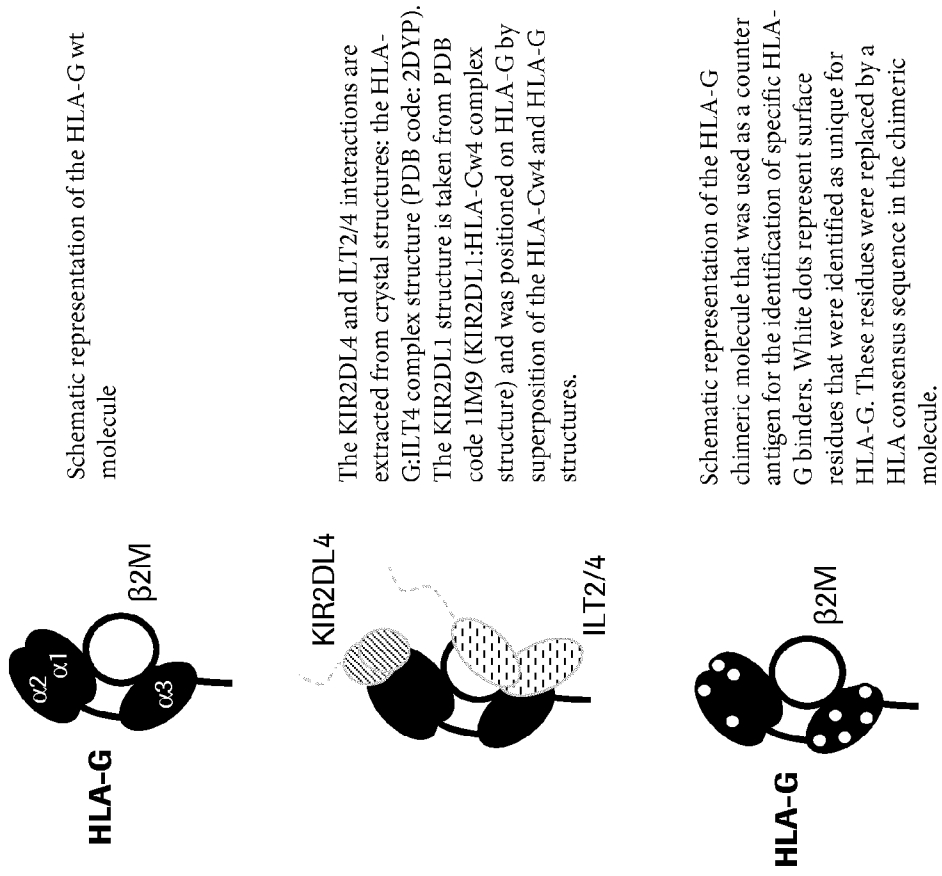 HLA-G
α2
α1
α3
β2M
Schematic representation of the HLA-G wt
molecule
KIR2DL4
ILT2/4
The KIR2DL4 and ILT2/4 interactions are
extracted from crystal structures: the HLA-
G:ILT4 complex structure (PDB code: 2DYP).
The KIR2DL1 structure is taken from PDB
code 1IM9 (KIR2DL1:HLA-Cw4 complex
structure) and was positioned on HLA-G by
superposition of the HLA-Cw4 and HLA-G
structures.
HLA-G
β2M
Schematic representation of the HLA-G
chimeric molecule that was used as a counter
antigen for the identification of specific HLA-
G binders. White dots represent surface
residues that were identified as unique for
HLA-G. These residues were replaced by a
HLA consensus sequence in the chimeric
molecule.